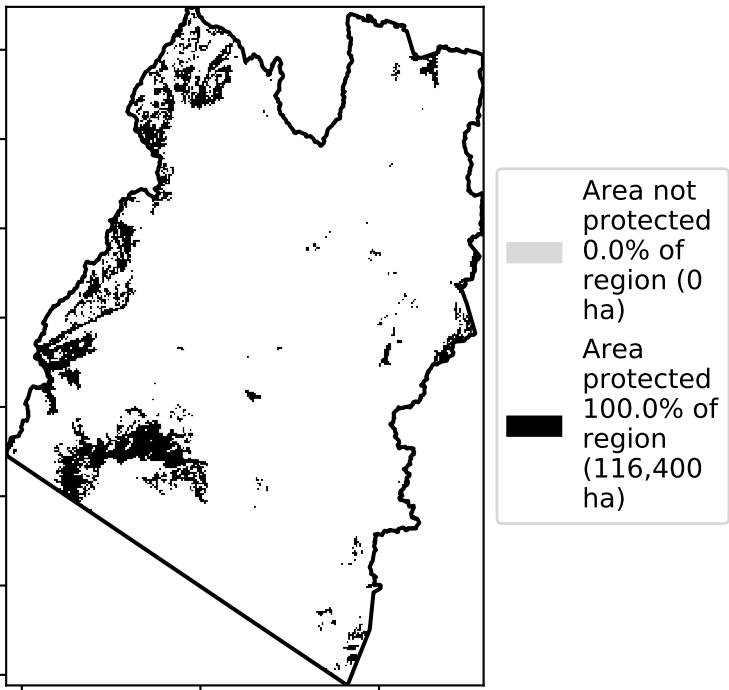 Area not
protected
0.0% of
region (0
ha)
Area
protected
100.0% of
region
(116,400
ha)